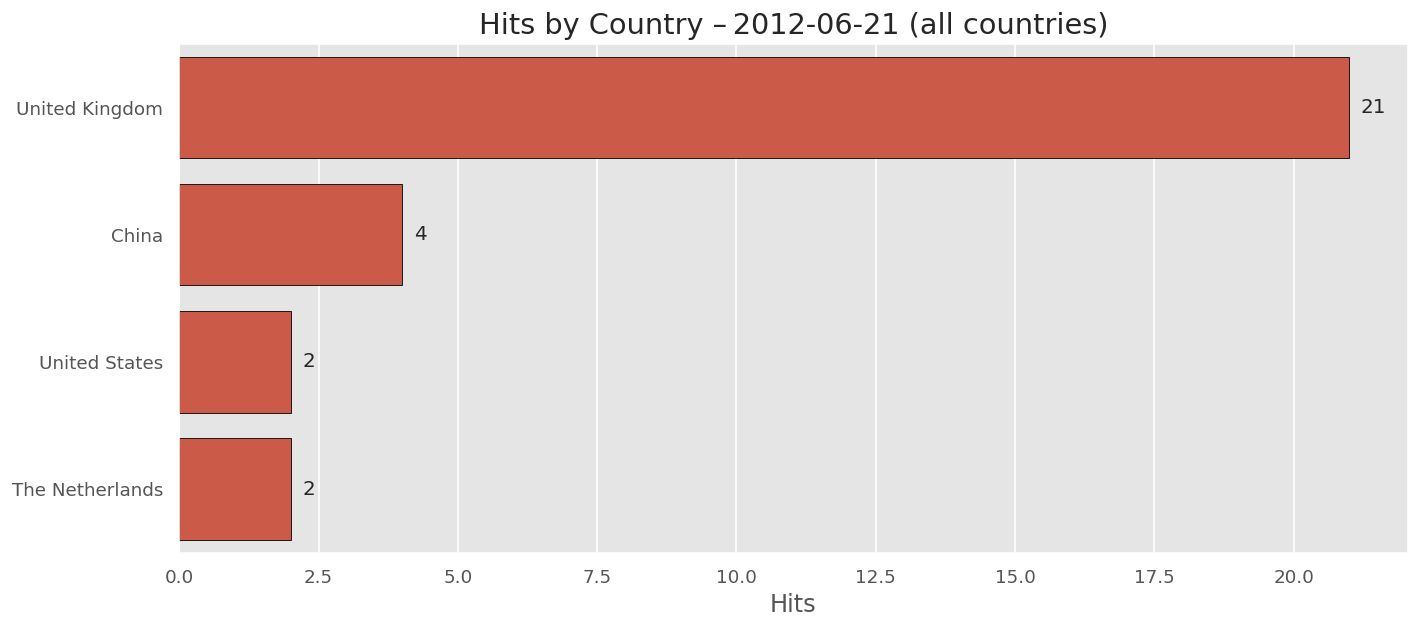 Hits by Country – 2012-06-21 (all countries)
United Kingdom 21
China 4
United States 2
The Netherlands 2
0.0 2.5 5.0 7.5 10.0 12.5 15.0 17.5 20.0
Hits